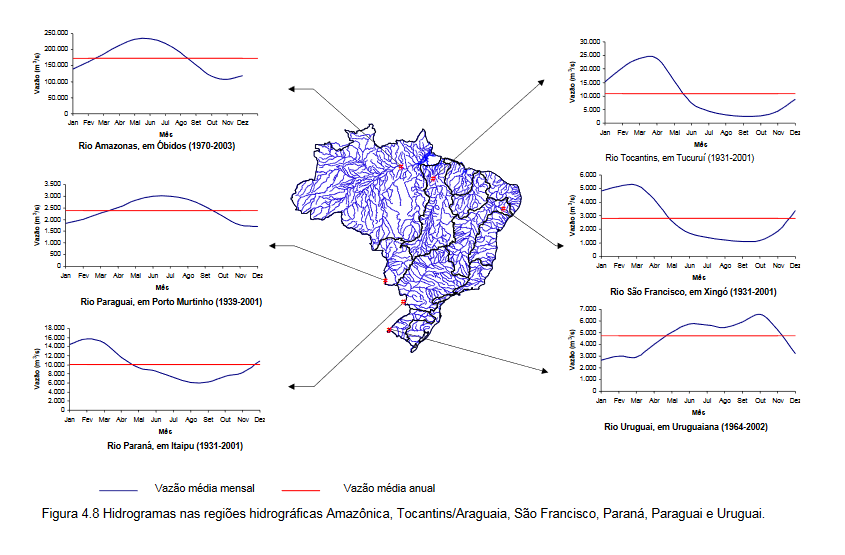 250.000
200.000
150.000
100.000
50.000
0
Vazão (m³/s)
Jan Fev Mar Abr Mai Jun Jul Ago Set Out Nov Dez
Mês
Rio Amazonas, em Óbidos (1970-2003)
30.000
25.000
20.000
15.000
10.000
5.000
0
Vazão (m³/s)
Jan Fev Mar Abr Mai Jun Jul Ago Set Out Nov Dez
Mês
Rio Tocantins, em Tucuruí (1931-2001)
3.500
3.000
2.500
2.000
1.500
1.000
500
0
Vazão (m³/s)
Jan Fev Mar Abr Mai Jun Jul Ago Set Out Nov Dez
Mês
Rio Paraguai, em Porto Murtinho (1939-2001)
6.000
5.000
4.000
3.000
2.000
1.000
0
Vazão (m³/s)
Jan Fev Mar Abr Mai Jun Jul Ago Set Out Nov Dez
Mês
Rio São Francisco, em Xingó (1931-2001)
18.000
16.000
14.000
12.000
10.000
8.000
6.000
4.000
2.000
0
Vazão (m³/s)
Jan Fev Mar Abr Mai Jun Jul Ago Set Out Nov Dez
Mês
Rio Paraná, em Itaipu (1931-2001)
7.000
6.000
5.000
4.000
3.000
2.000
1.000
0
Vazão (m³/s)
Jan Fev Mar Abr Mai Jun Jul Ago Set Out Nov Dez
Mês
Rio Uruguai, em Uruguaiana (1964-2002)
Vazão média mensal
Vazão média anual
Figura 4.8 Hidrogramas nas regiões hidrográficas Amazônica, Tocantins/Araguaia, São Francisco, Paraná, Paraguai e Uruguai.